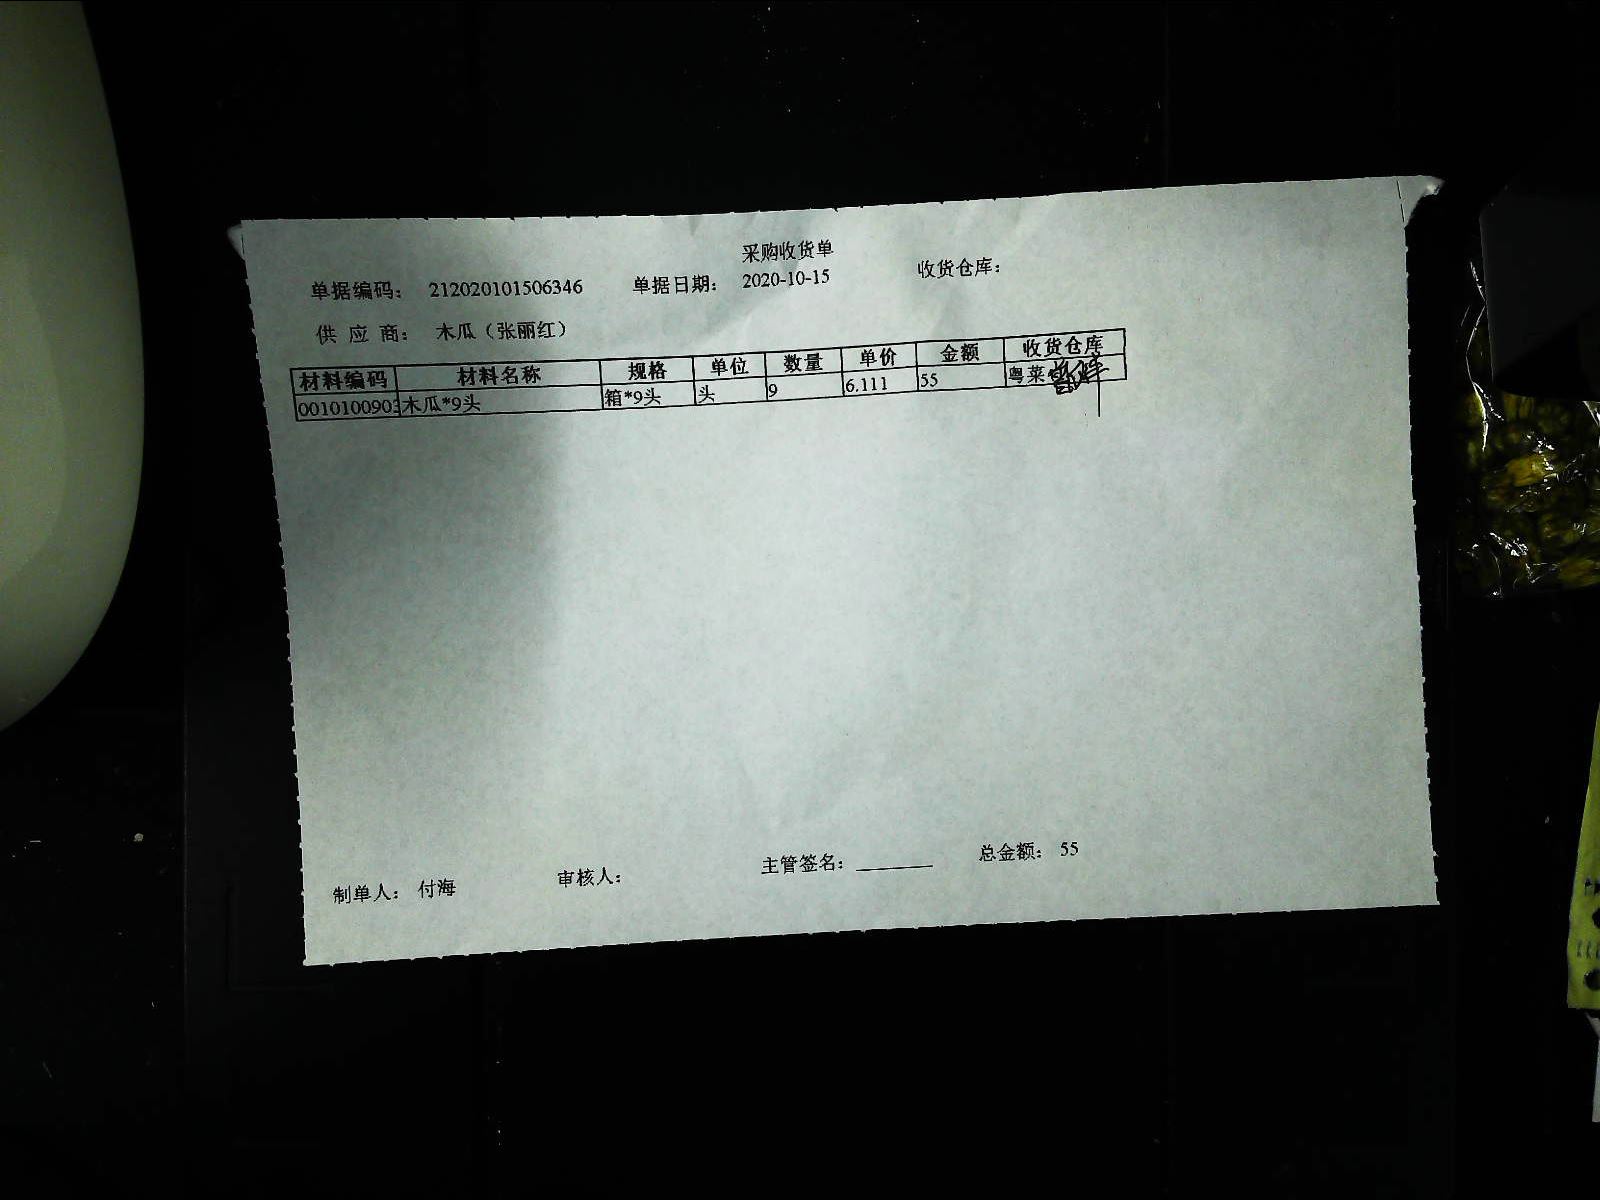 采购收货单
单据编码： 212020101506346 单据日期： 2020-10-15 收货仓库：
供 应 商： 木瓜（张丽红）
材料编码 材料名称 规格 单位 数量 单价 金额 收货仓库
0010100903 木瓜*9头 箱*9头 头 9 6.111 55 粤菜
制单人： 付海 审核人： 主管签名： 总金额： 55